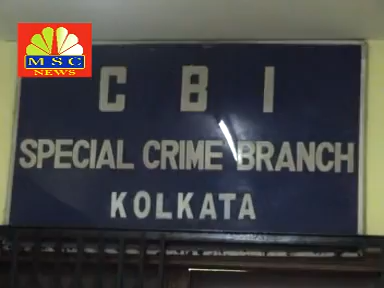 MSC
NEWS
C B I
SPECIAL CRIME BRANCH
KOLKATA